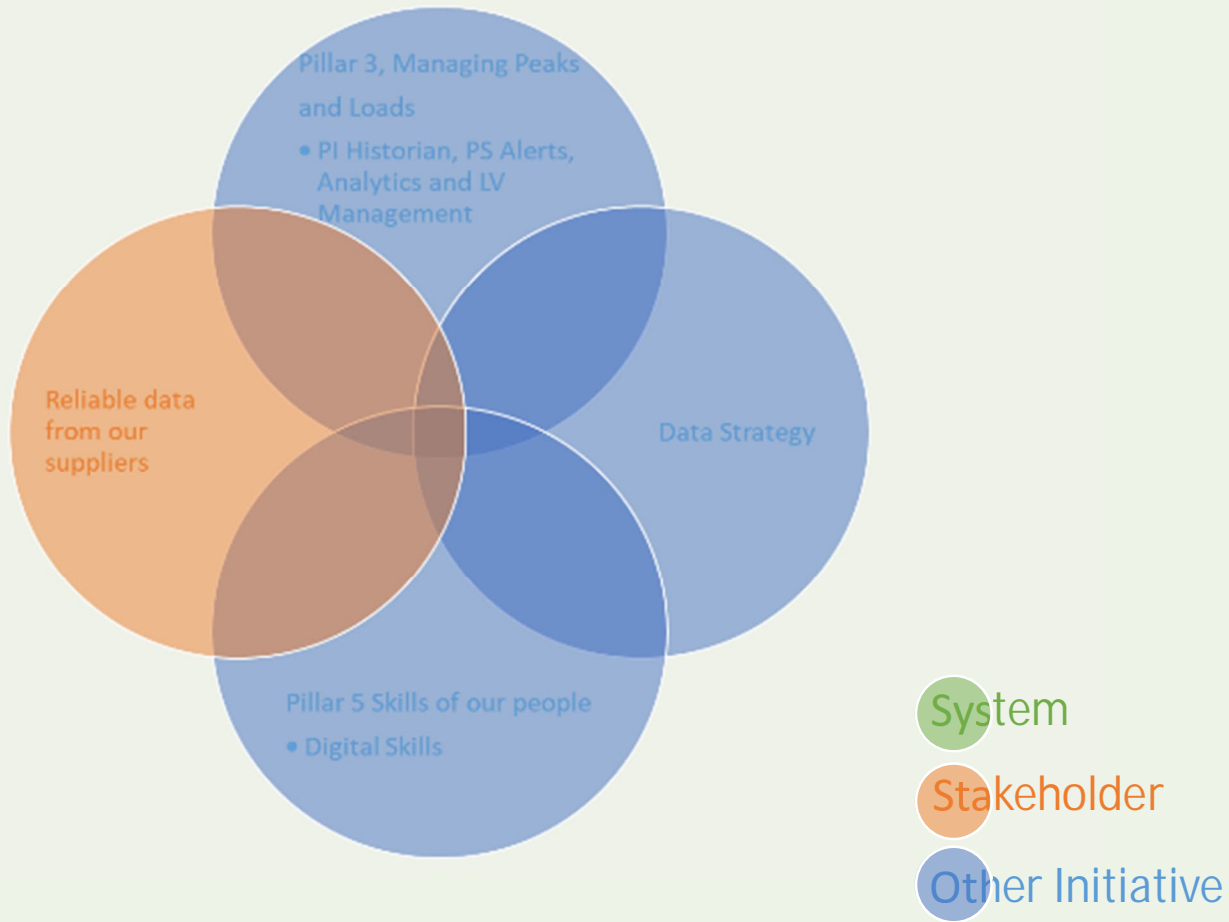 Pillar 3, Managing Peaks
and Loads
• PI Historian, PS Alerts,
Analytics and LV
Management
Reliable data
from our
suppliers
Data Strategy
Pillar 5 Skills of our people
• Digital Skills
System
Stakeholder
Other Initiative